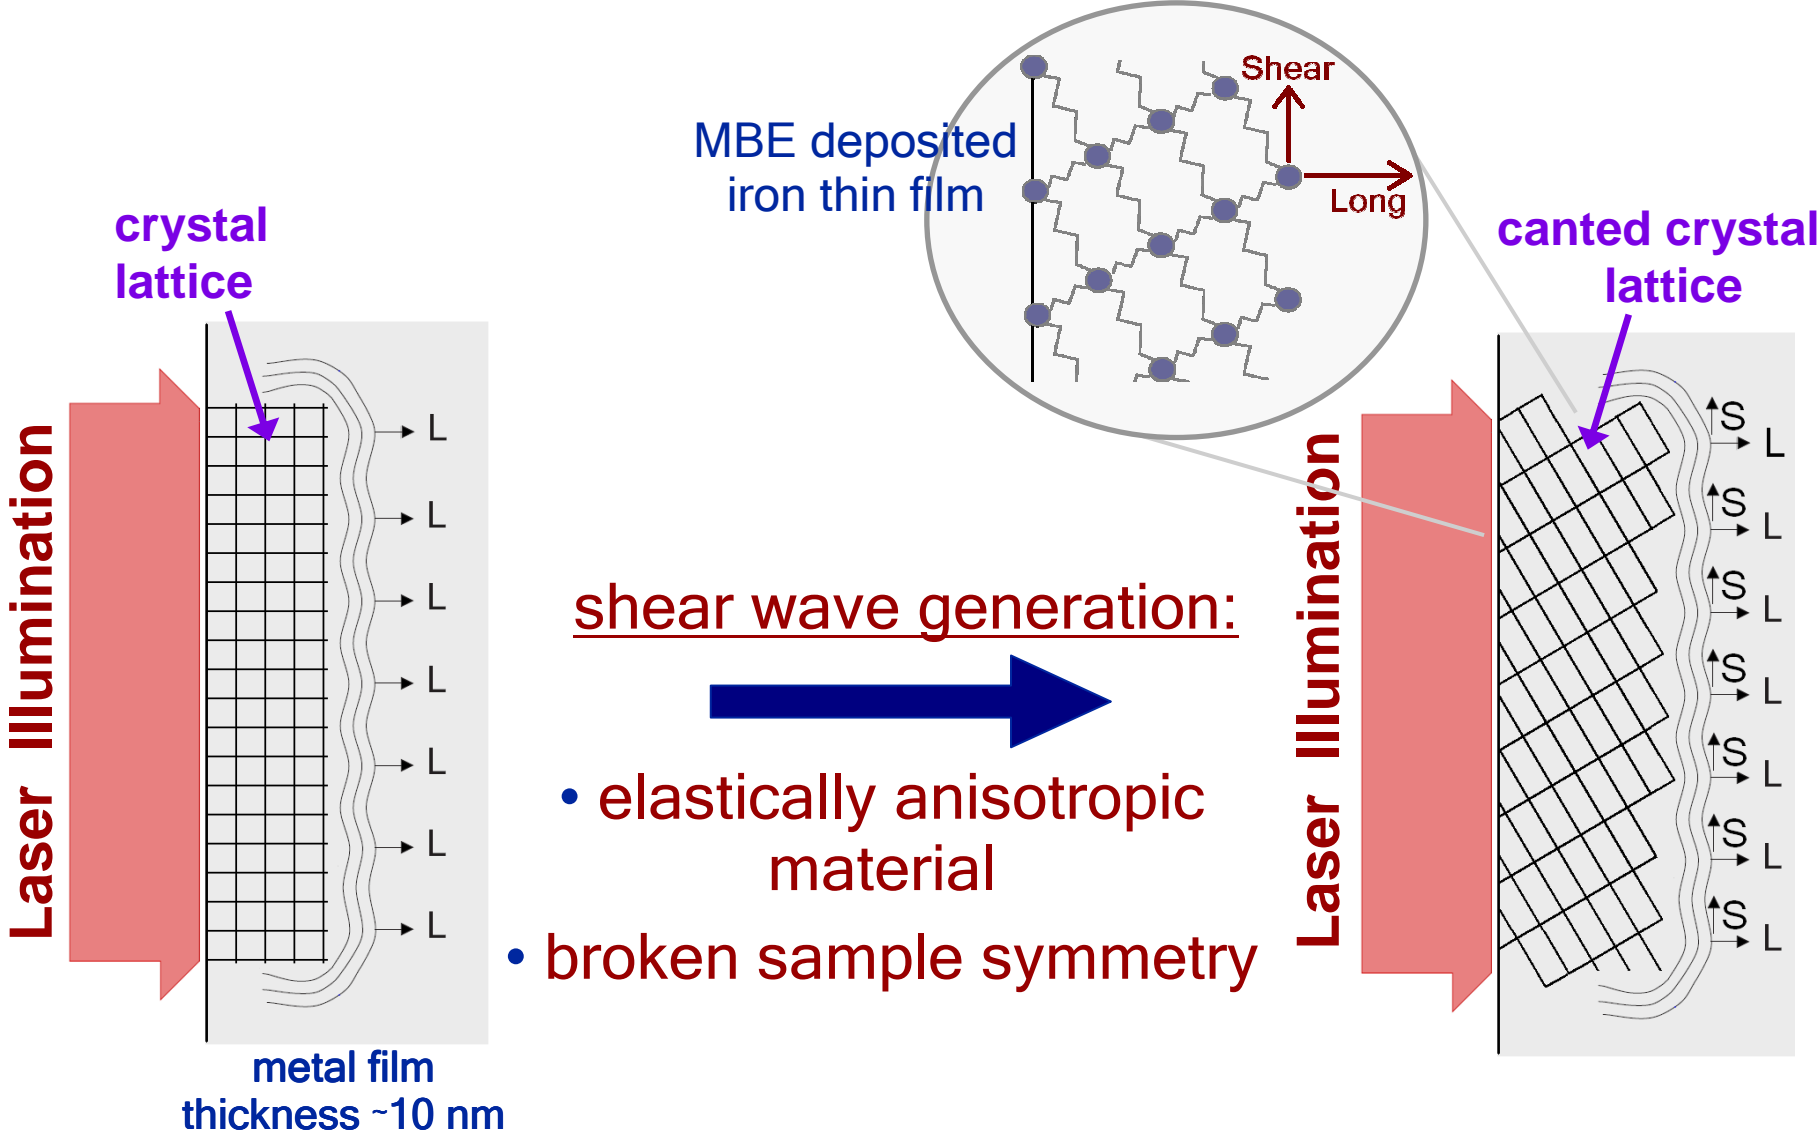 Shear
MBE deposited
iron thin film
Long
crystal
lattice
canted crystal
lattice
Laser Illumination
L
L
L
L
L
L
L
shear wave generation:
• elastically anisotropic
material
• broken sample symmetry
metal film
thickness ~10 nm
Laser Illumination
S
L
S
L
S
L
S
L
S
L
S
L
S
L